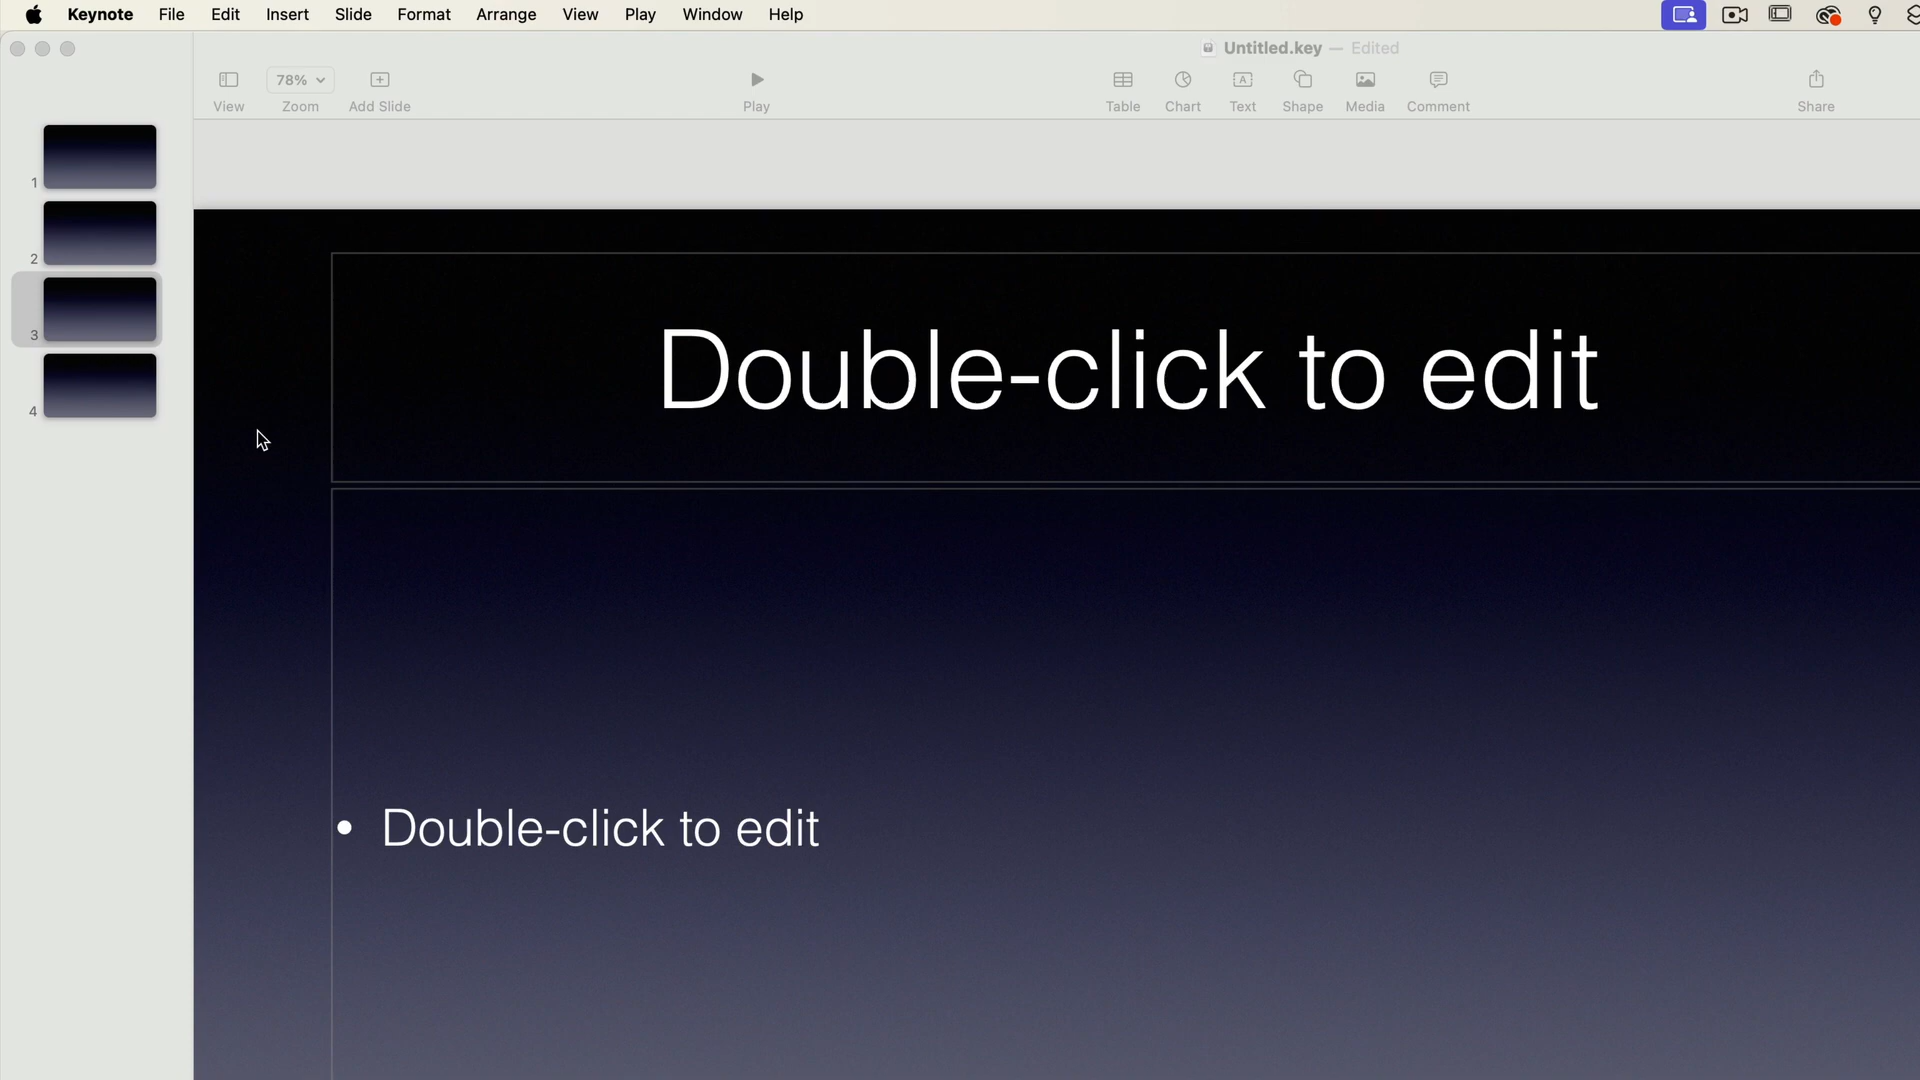 Keynote File Edit Insert Slide Format Arrange View Play Window Help
Untitled.key — Edited
78%
View Zoom Add Slide Play Table Chart Text Shape Media Comment Share
1
2
3
4
Double-click to edit
• Double-click to edit